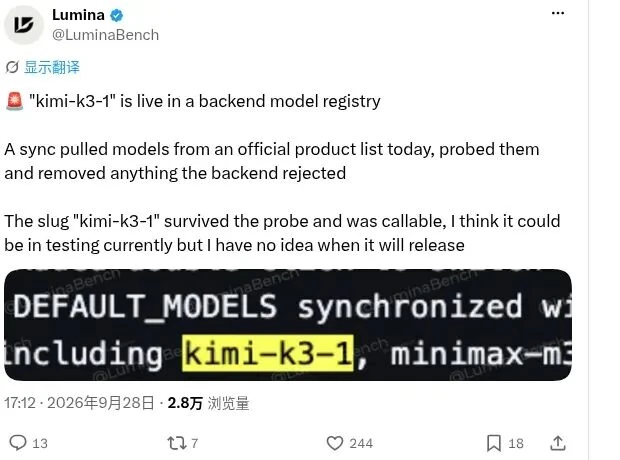 Lumina
@LuminaBench
显示翻译
🚨 "kimi-k3-1" is live in a backend model registry
A sync pulled models from an official product list today, probed them
and removed anything the backend rejected
The slug "kimi-k3-1" survived the probe and was callable, I think it could
be in testing currently but I have no idea when it will release
@LuminaBench
DEFAULT_MODELS synchronized wi
including kimi-k3-1, minimax-m3
@LuminaBench
17:12 · 2026年9月28日 · 2.8万 浏览量
13
7
244
18